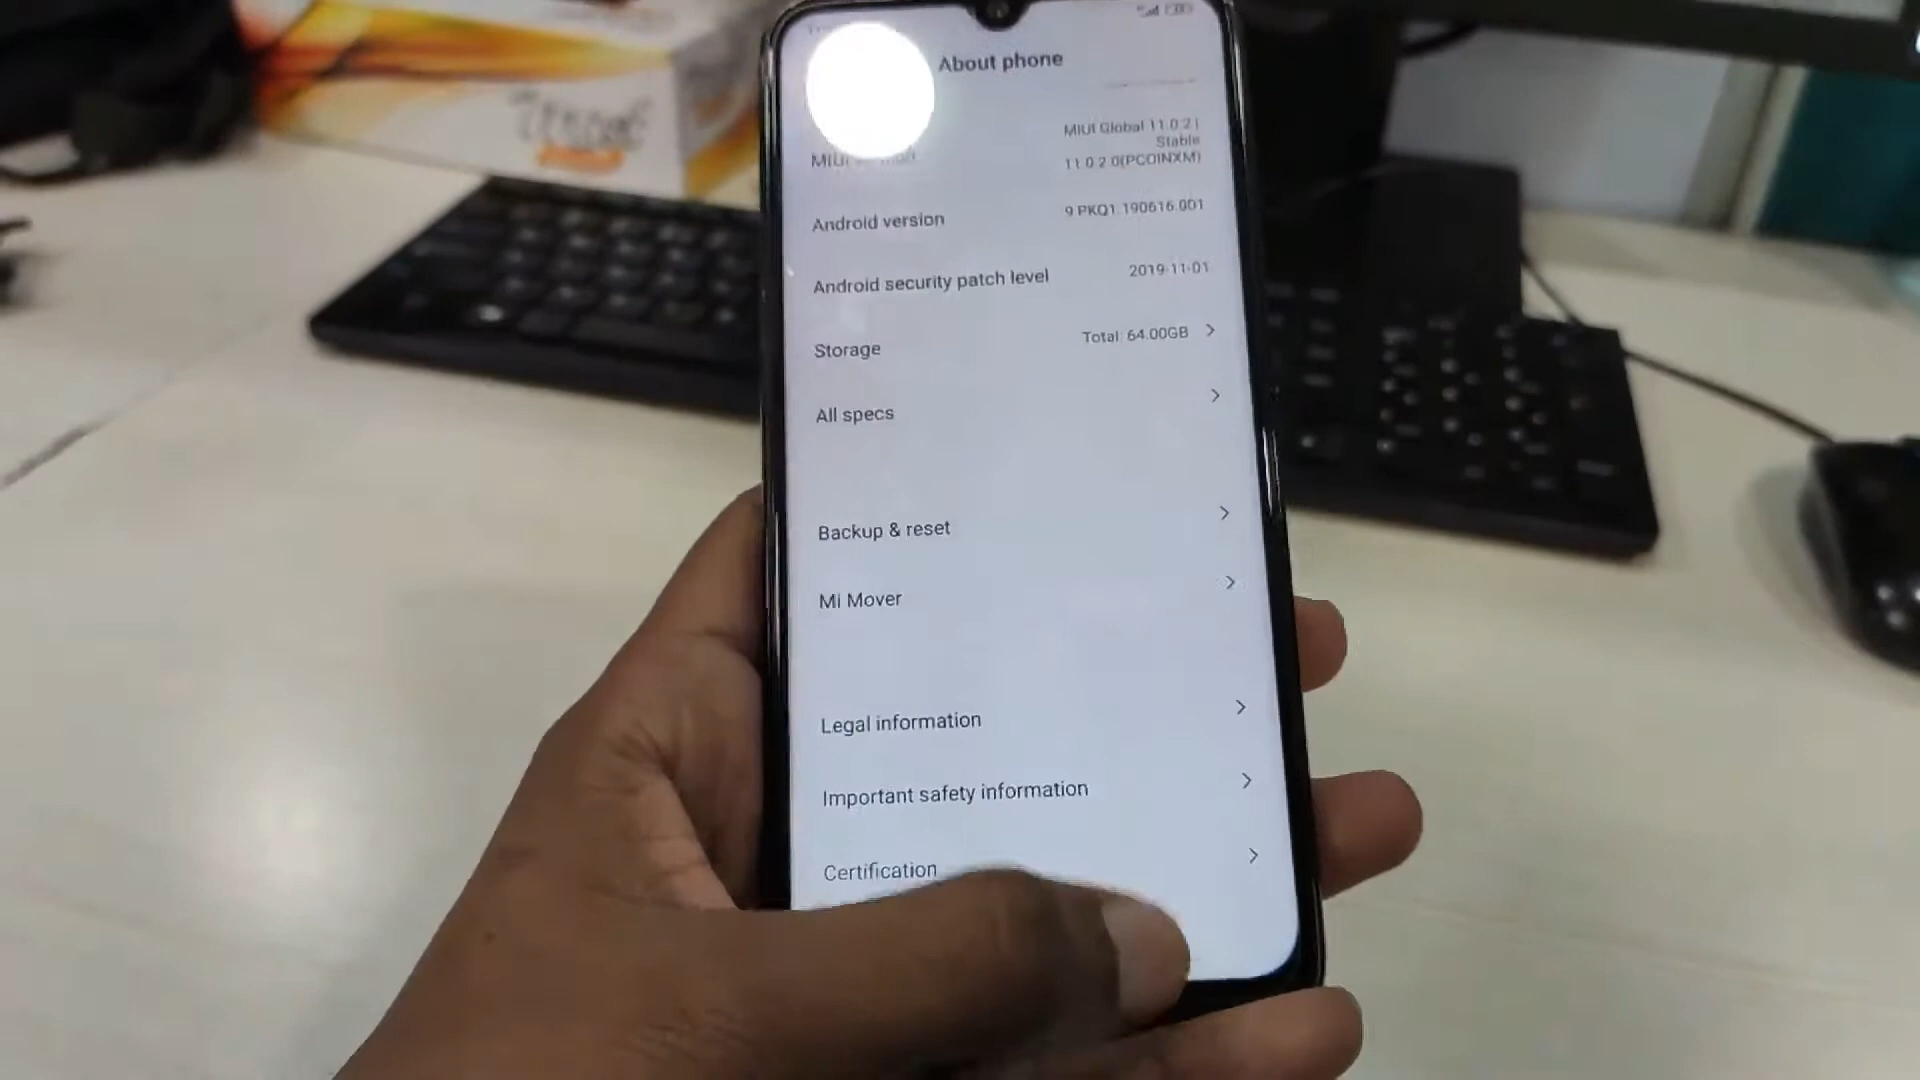 About phone
MIUI Global 11.0.2 |
Stable
MIUI
11.0.2.0(PCOINXM)
Android version
9 PKQ1.190616.001
Android security patch level
2019-11-01
Storage
Total: 64.00GB
All specs
Backup & reset
Mi Mover
Legal information
Important safety information
Certification